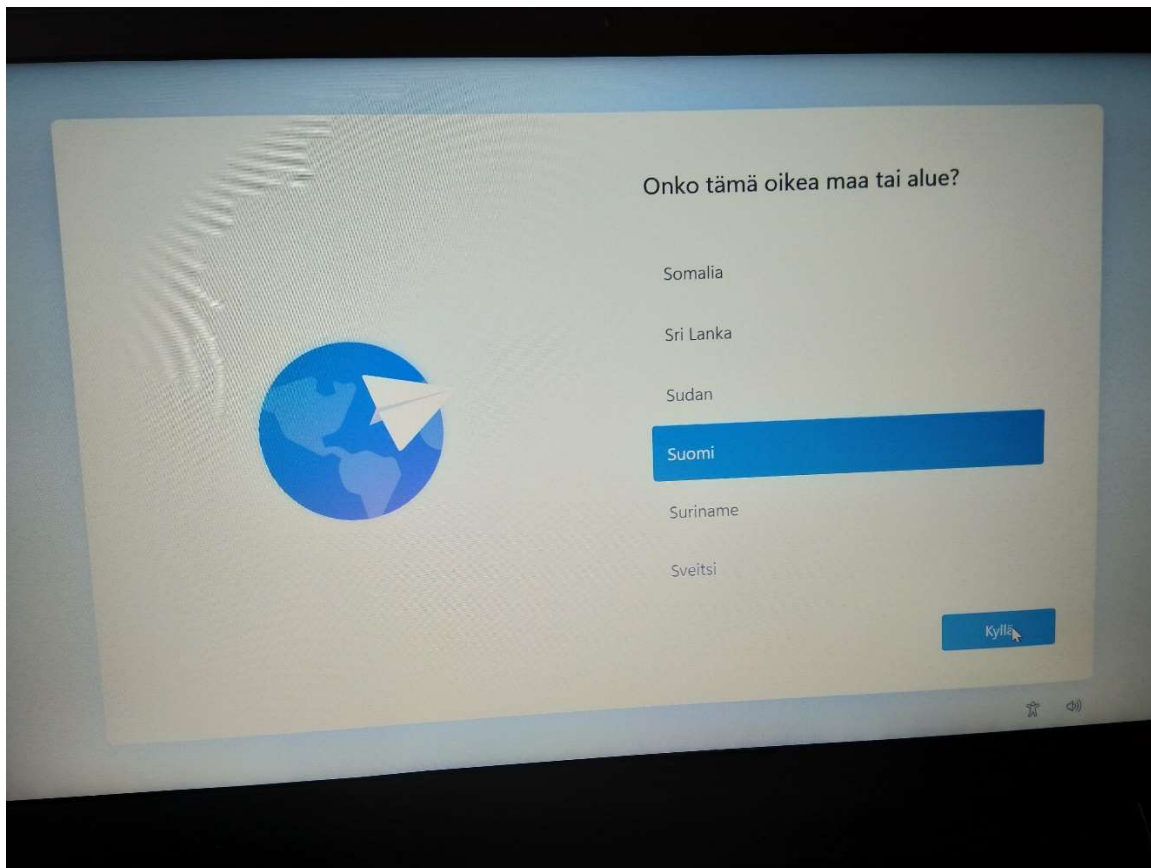 Onko tämä oikea maa tai alue?
Somalia
Sri Lanka
Sudan
Suomi
Suriname
Sveitsi
Kyllä